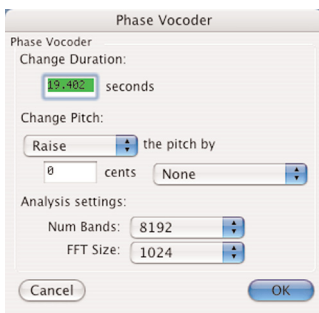 Phase Vocoder
Phase Vocoder
Change Duration:
19.402 seconds
Change Pitch:
Raise the pitch by
0 cents None
Analysis settings:
Num Bands: 8192
FFT Size: 1024
Cancel OK